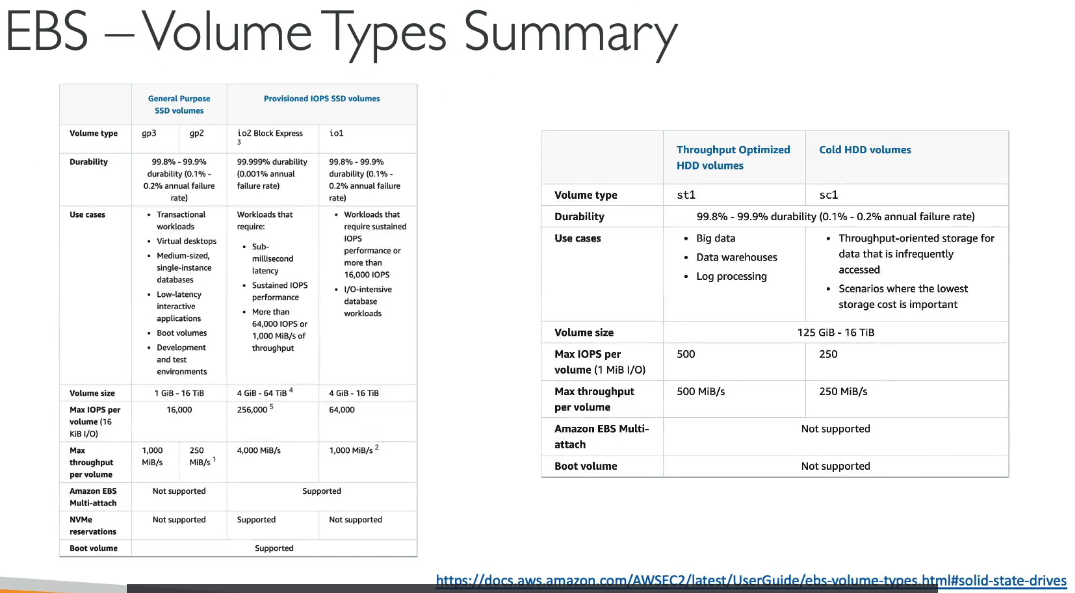 EBS – Volume Types Summary
General Purpose
SSD volumes
Provisioned IOPS SSD volumes
Volume type
gp3
gp2
io2 Block Express
3
io1
Durability
99.8% - 99.9%
durability (0.1% -
0.2% annual failure
rate)
99.999% durability
(0.001% annual
failure rate)
99.8% - 99.9%
durability (0.1% -
0.2% annual failure
rate)
Use cases
• Transactional
workloads
• Virtual desktops
• Medium-sized,
single-instance
databases
• Low-latency
interactive
applications
• Boot volumes
• Development
and test
environments
Workloads that
require:
• Sub-
millisecond
latency
• Sustained IOPS
performance
• More than
64,000 IOPS or
1,000 MiB/s of
throughput
• Workloads that
require sustained
IOPS
performance or
more than
16,000 IOPS
• I/O-intensive
database
workloads
Volume size
1 GiB - 16 TiB
4 GiB - 64 TiB 4
4 GiB - 16 TiB
Max IOPS per
volume (16
KiB I/O)
16,000
256,000 5
64,000
Max
throughput
per volume
1,000
MiB/s
250
MiB/s 1
4,000 MiB/s
1,000 MiB/s 2
Amazon EBS
Multi-attach
Not supported
Supported
NVMe
reservations
Not supported
Supported
Not supported
Boot volume
Supported
Throughput Optimized
HDD volumes
Cold HDD volumes
Volume type
st1
sc1
Durability
99.8% - 99.9% durability (0.1% - 0.2% annual failure rate)
Use cases
• Big data
• Data warehouses
• Log processing
• Throughput-oriented storage for
data that is infrequently
accessed
• Scenarios where the lowest
storage cost is important
Volume size
125 GiB - 16 TiB
Max IOPS per
volume (1 MiB I/O)
500
250
Max throughput
per volume
500 MiB/s
250 MiB/s
Amazon EBS Multi-
attach
Not supported
Boot volume
Not supported
https://docs.aws.amazon.com/AWSEC2/latest/UserGuide/ebs-volume-types.html#solid-state-drives